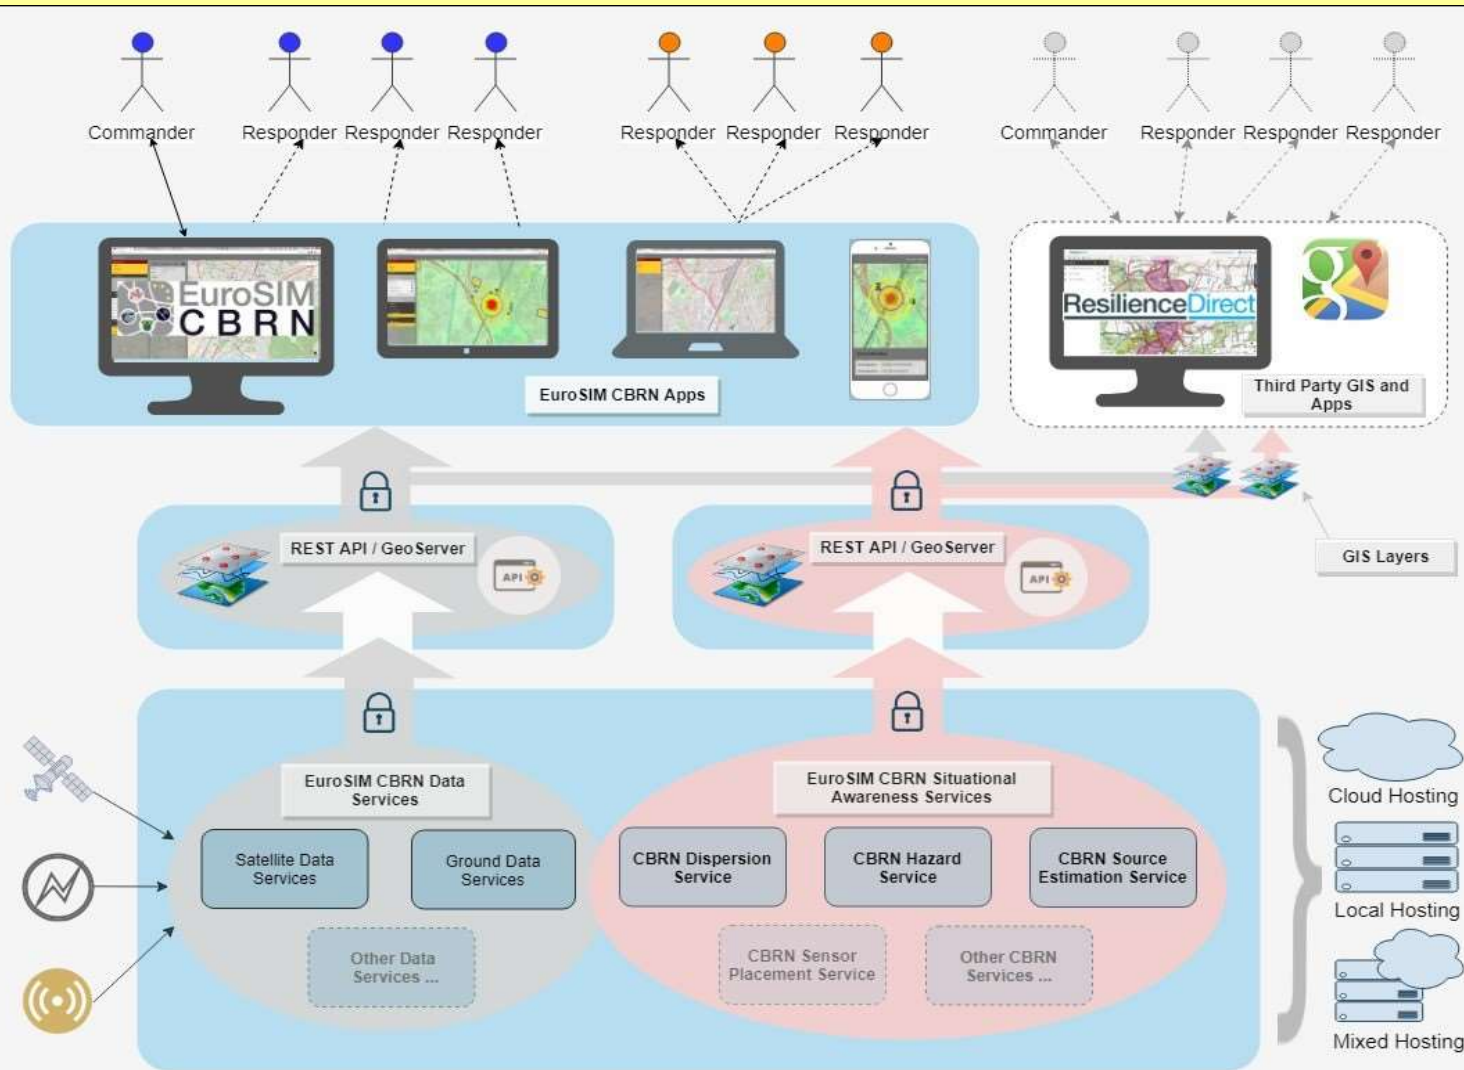 Commander
Responder
Responder
Responder
Responder
Responder
Responder
Commander
Responder
Responder
Responder
EuroSIM
CBRN
ResilienceDirect
EuroSIM CBRN Apps
Third Party GIS and
Apps
REST API / GeoServer
API
REST API / GeoServer
API
GIS Layers
EuroSIM CBRN Data
Services
EuroSIM CBRN Situational
Awareness Services
Cloud Hosting
Satellite Data
Services
Ground Data
Services
CBRN Dispersion
Service
CBRN Hazard
Service
CBRN Source
Estimation Service
Local Hosting
Other Data
Services ...
CBRN Sensor
Placement Service
Other CBRN
Services ...
Mixed Hosting